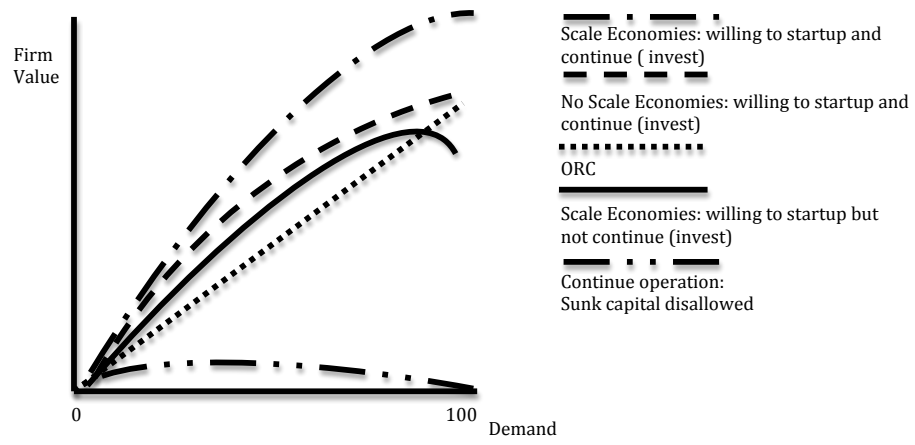 Firm
Value
0
100
Demand
Scale Economies: willing to startup and
continue ( invest)
No Scale Economies: willing to startup and
continue (invest)
ORC
Scale Economies: willing to startup but
not continue (invest)
Continue operation:
Sunk capital disallowed